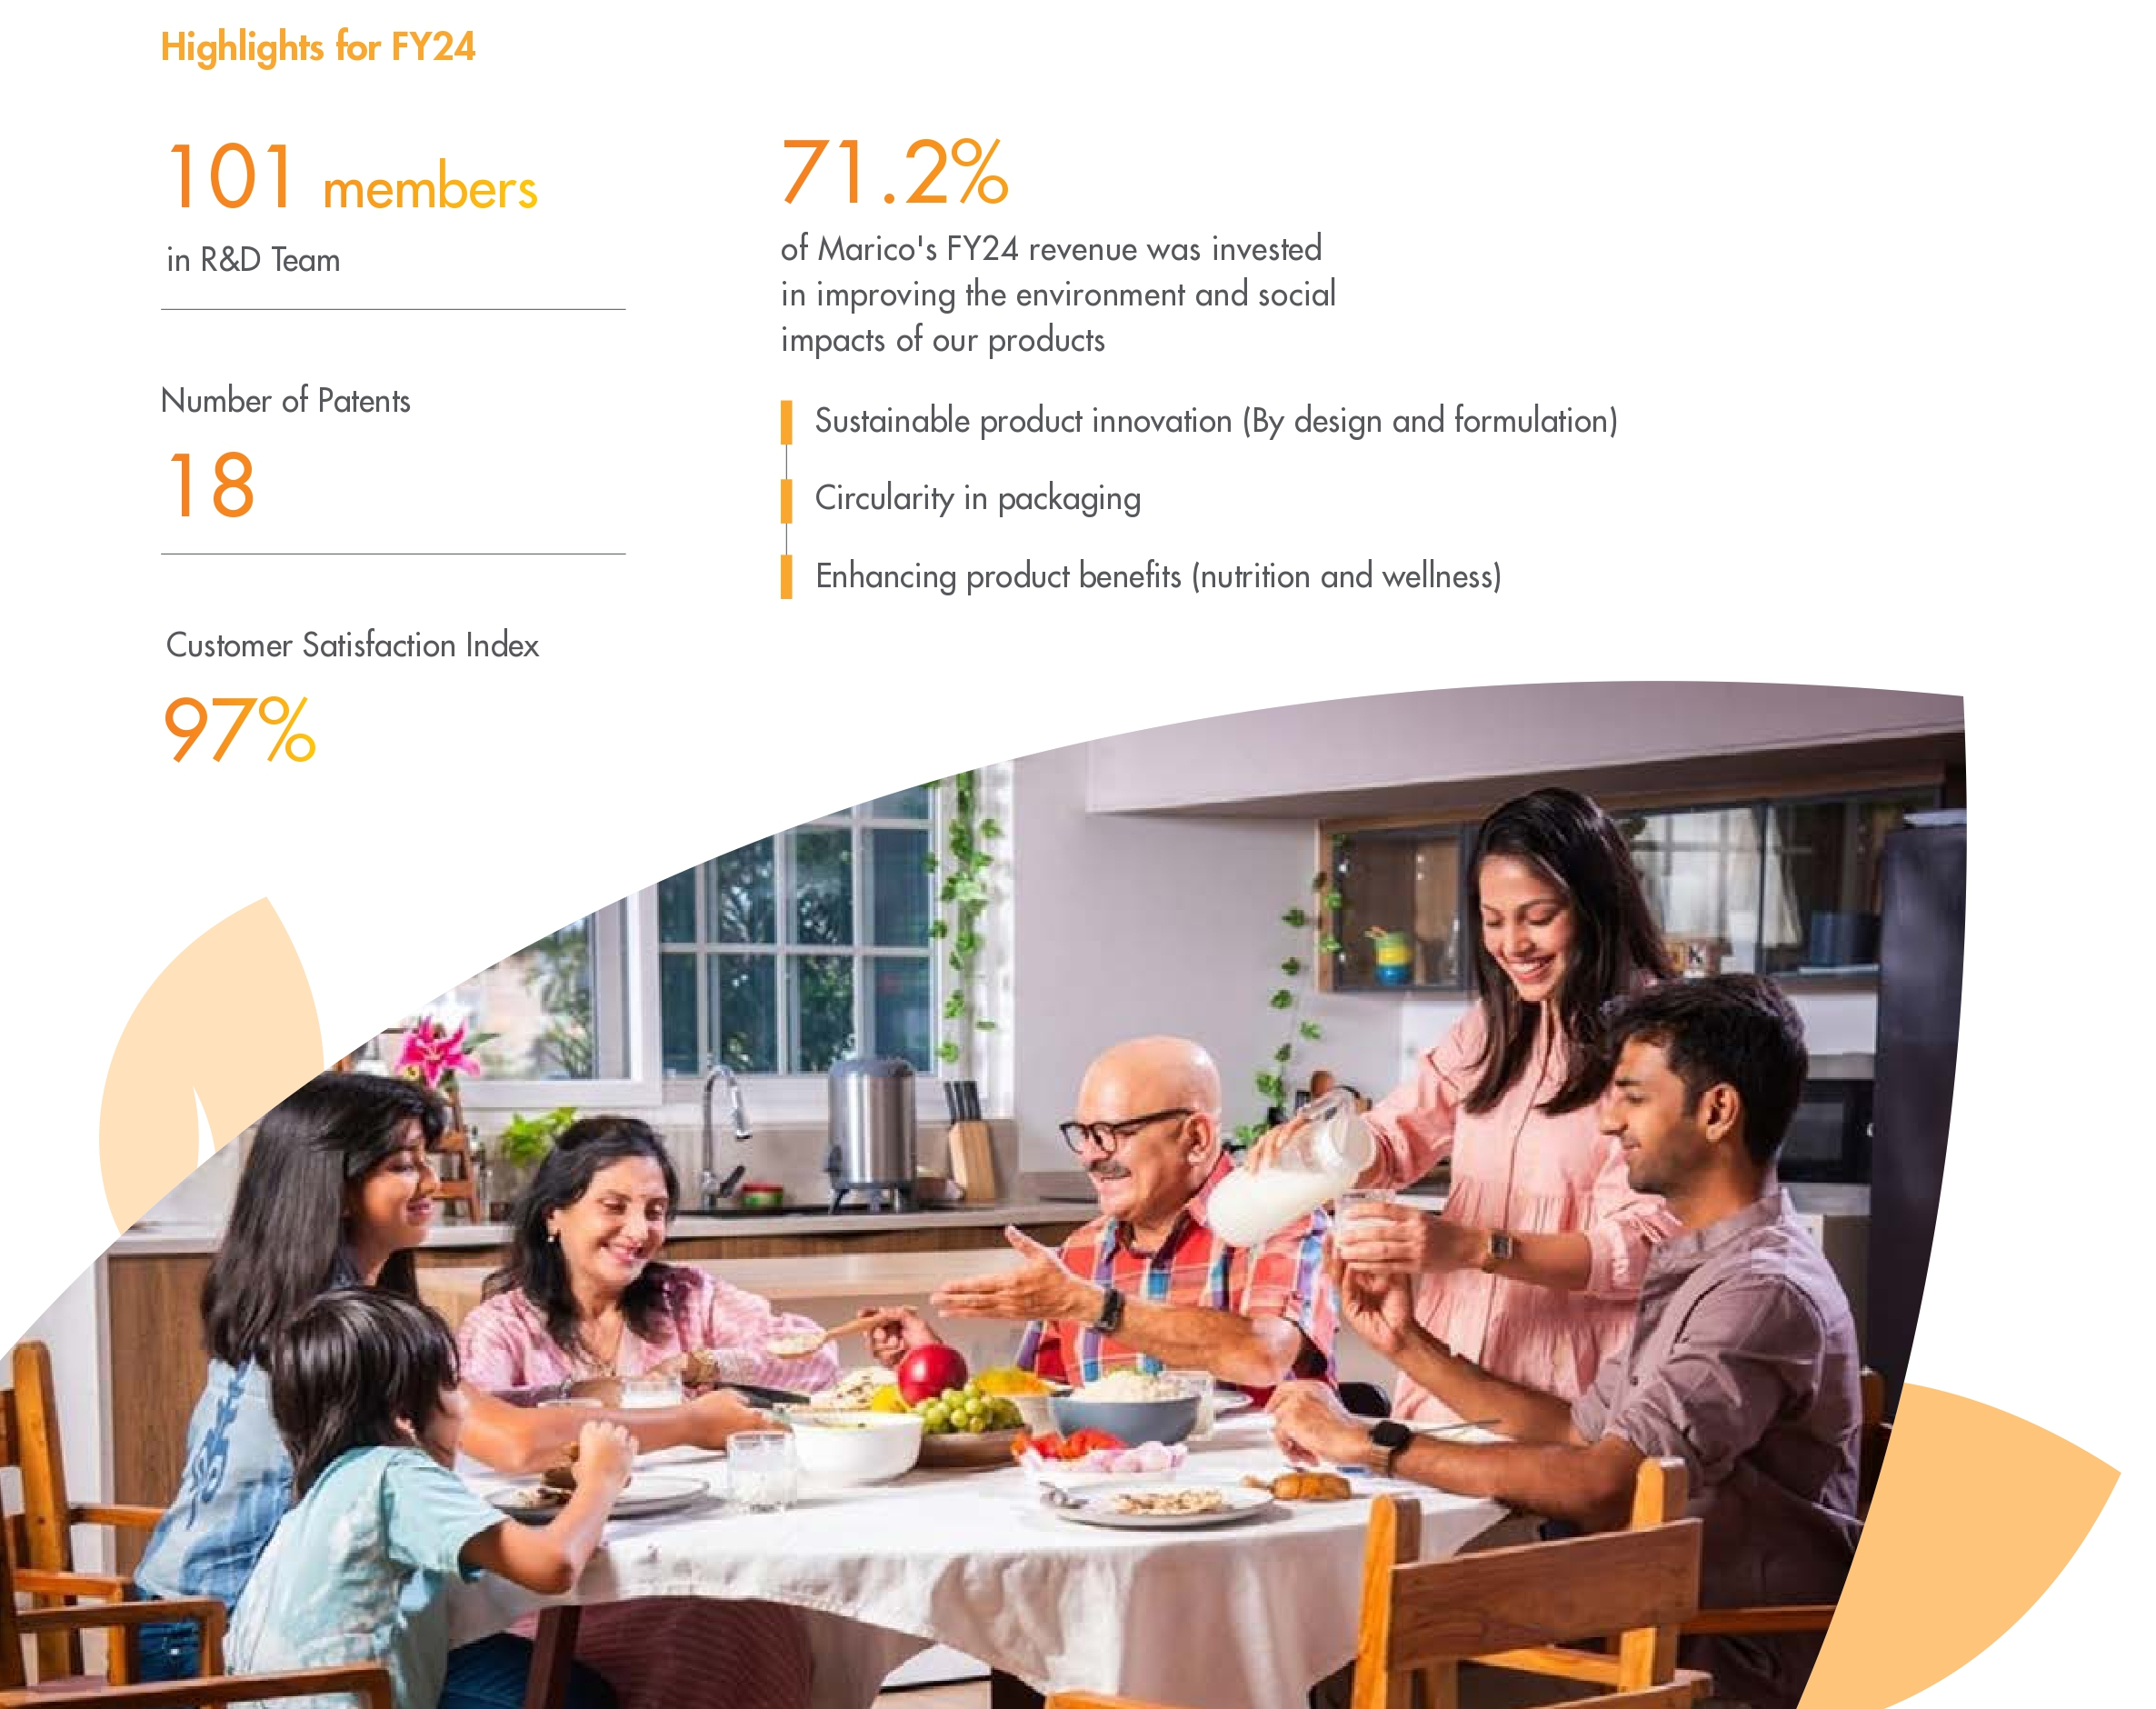 Highlights for FY24
101 members
in R&D Team
Number of Patents
18
Customer Satisfaction Index
97%
71.2%
of Marico's FY24 revenue was invested
in improving the environment and social
impacts of our products
Sustainable product innovation (By design and formulation)
Circularity in packaging
Enhancing product benefits (nutrition and wellness)
K